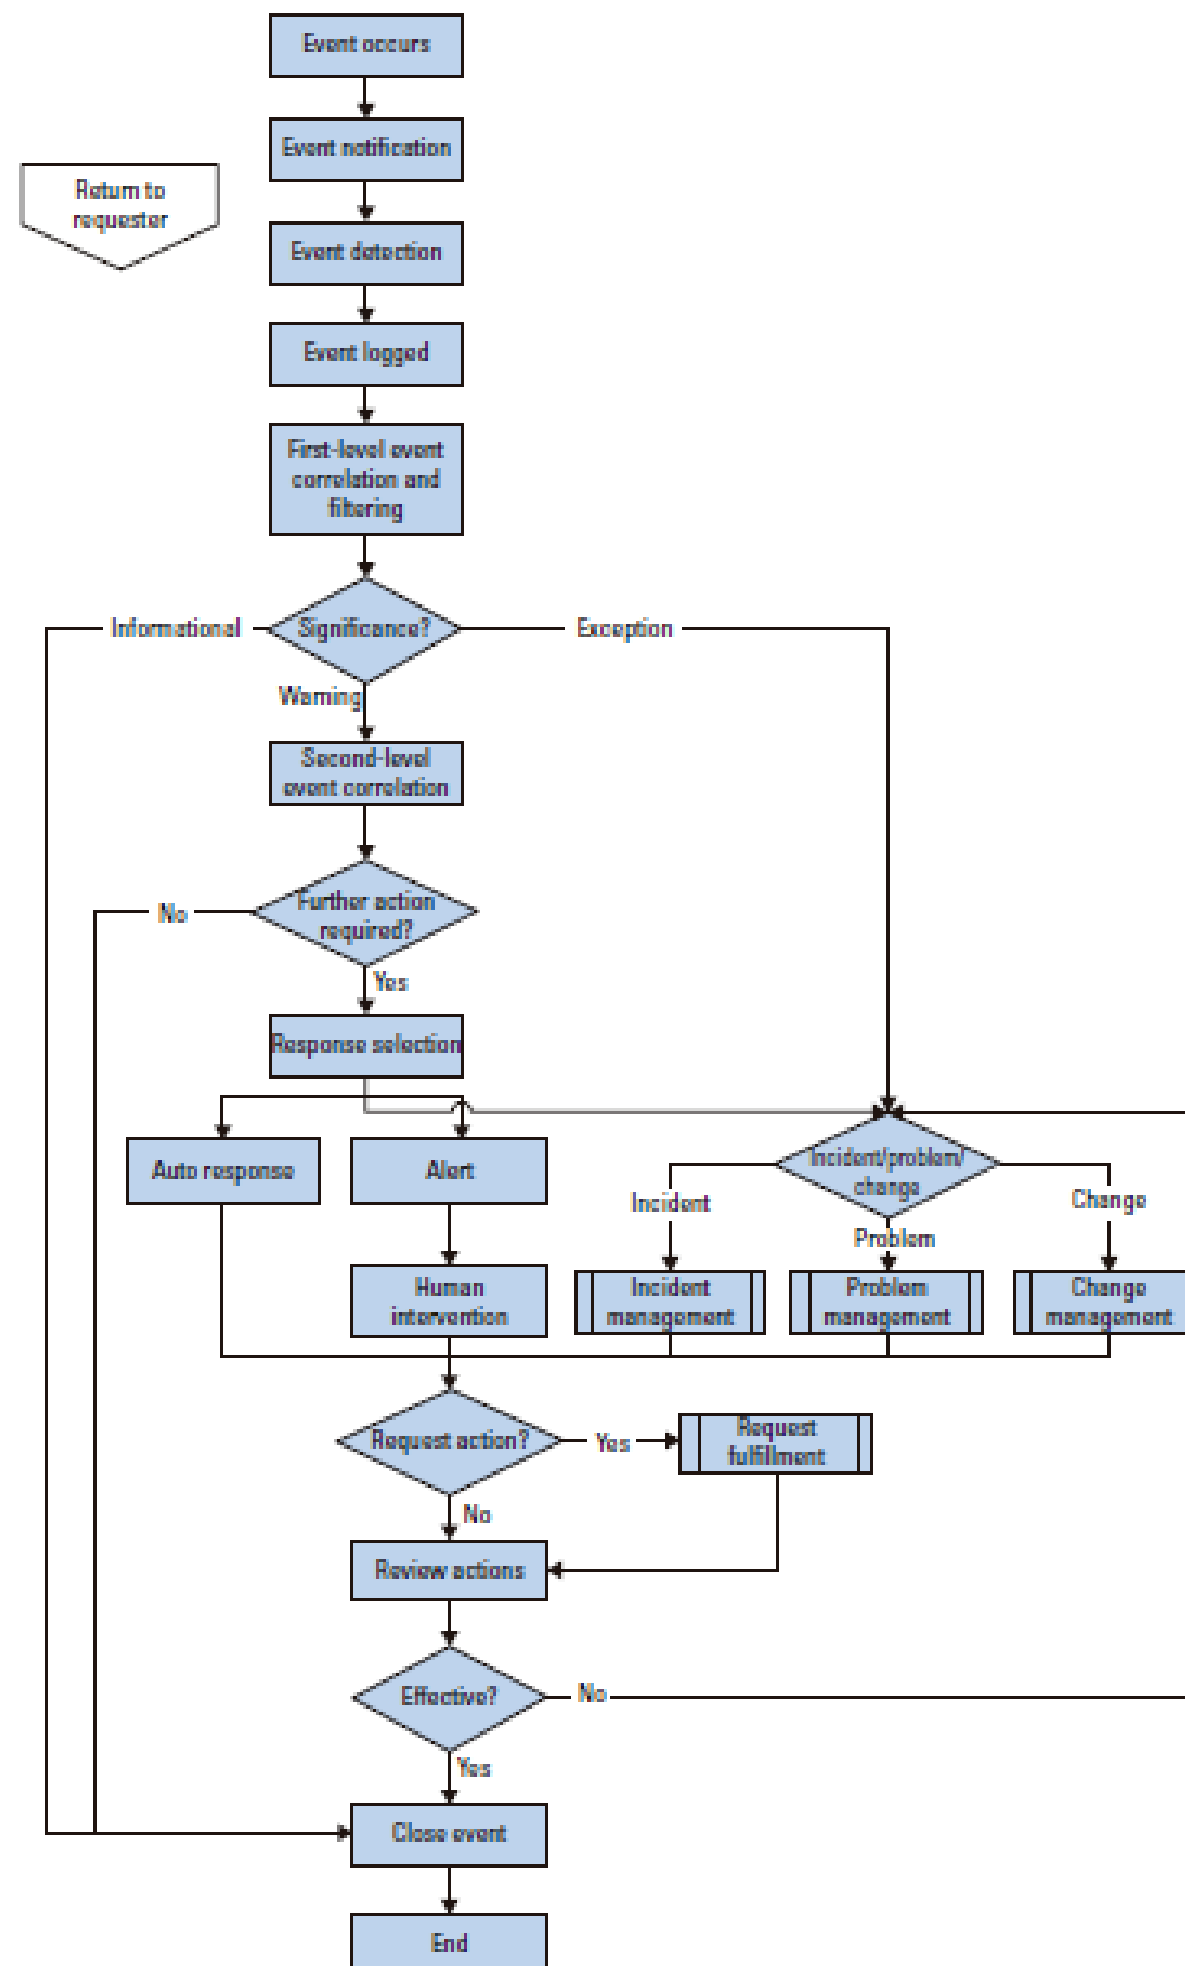 Event occurs
Event notification
Return to
requester
Event detection
Event logged
First-level event
correlation and
filtering
Informational
Significance?
Exception
Warning
Second-level
event correlation
No
Further action
required?
Yes
Response selection
Auto response
Alert
Incident/problem/
change
Incident
Change
Problem
Human
intervention
Incident
management
Problem
management
Change
management
Request action?
Yes
Request
fulfillment
No
Review actions
Effective?
No
Yes
Close event
End